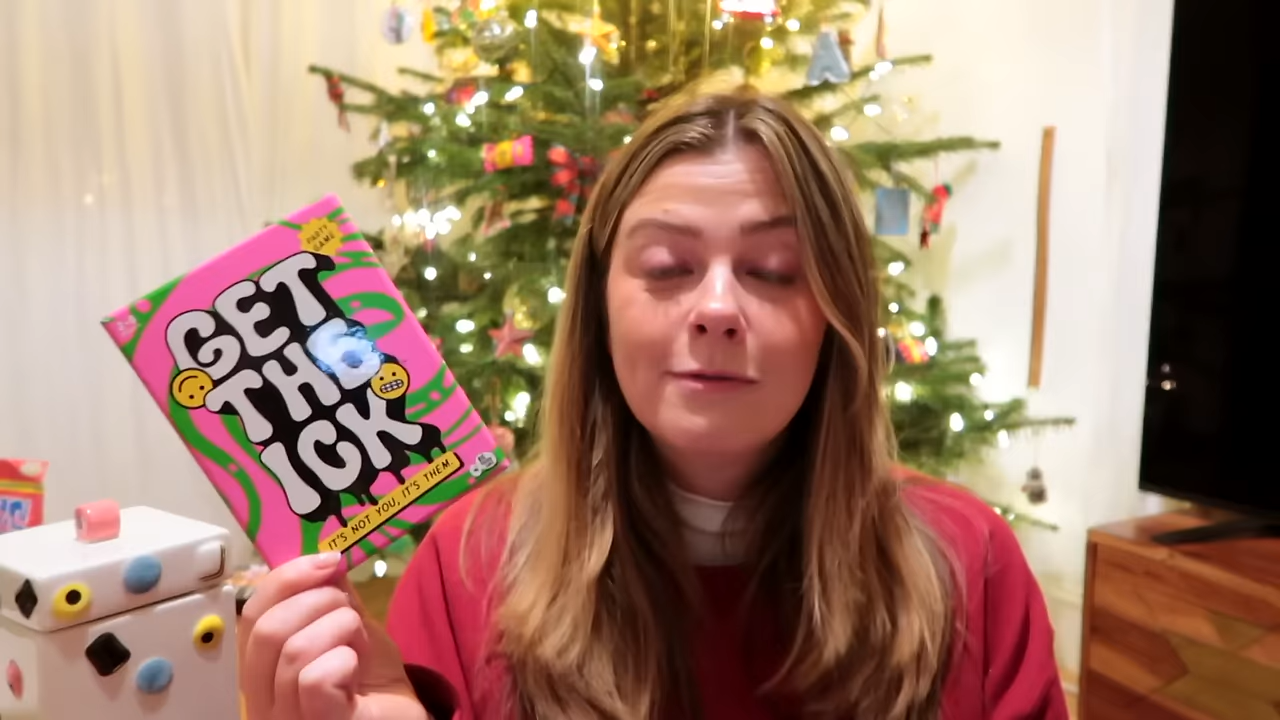 PARTY
GAME
GET
THE
ICK
IT'S NOT YOU, IT'S THEM.